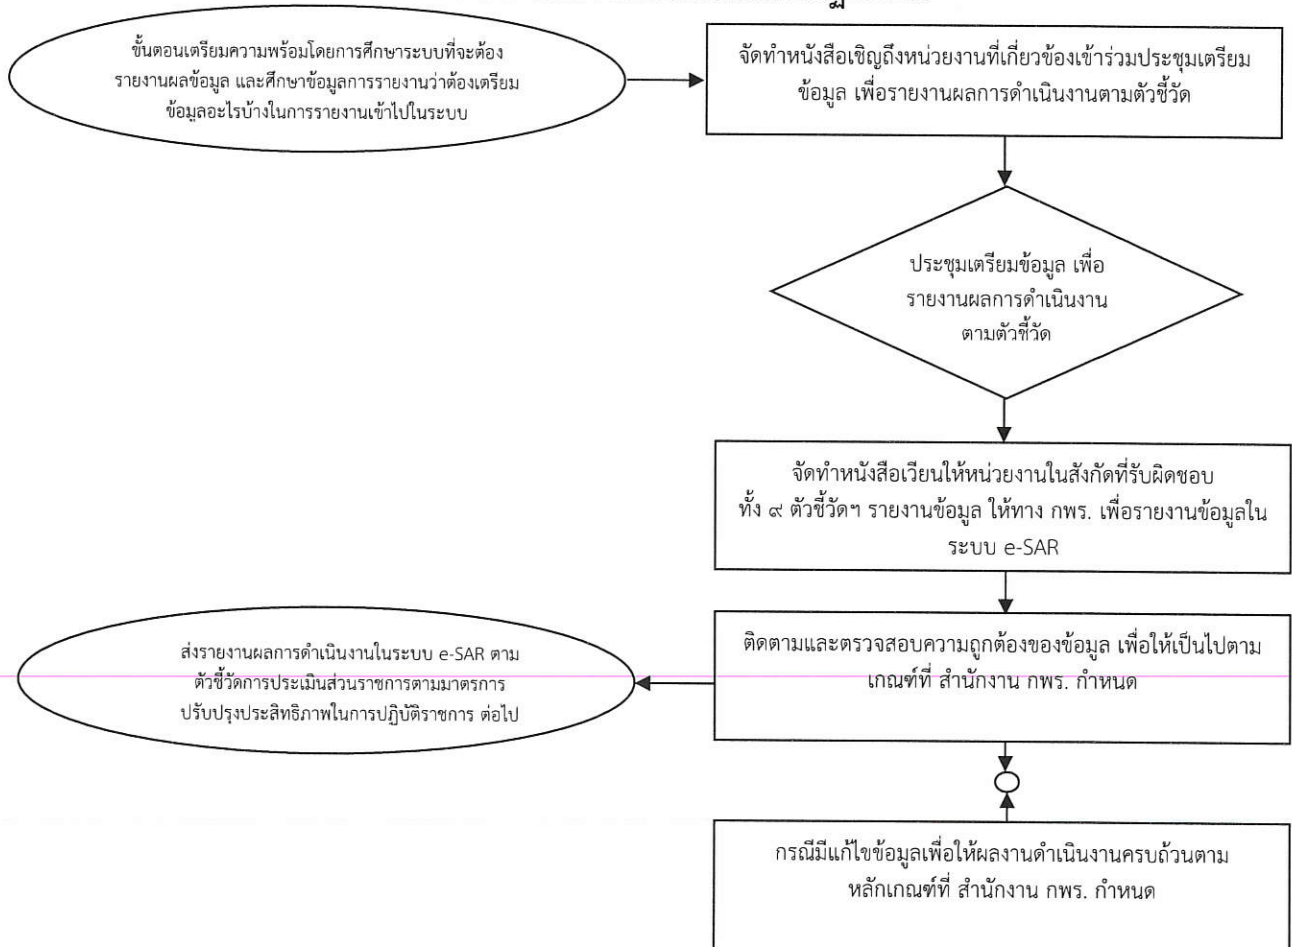 ขั้นตอนเตรียมความพร้อมโดยการศึกษาระบบที่จะต้อง
รายงานผลข้อมูล และศึกษาข้อมูลการรายงานว่าต้องเตรียม
ข้อมูลอะไรบ้างในการรายงานเข้าไปในระบบ
จัดทำหนังสือเชิญถึงหน่วยงานที่เกี่ยวข้องเข้าร่วมประชุมเตรียม
ข้อมูล เพื่อรายงานผลการดำเนินงานตามตัวชี้วัด
ประชุมเตรียมข้อมูล เพื่อ
รายงานผลการดำเนินงาน
ตามตัวชี้วัด
จัดทำหนังสือเวียนให้หน่วยงานในสังกัดที่รับผิดชอบ
ทั้ง ๙ ตัวชี้วัดฯ รายงานข้อมูล ให้ทาง กพร. เพื่อรายงานข้อมูลใน
ระบบ e-SAR
ติดตามและตรวจสอบความถูกต้องของข้อมูล เพื่อให้เป็นไปตาม
เกณฑ์ที่ สำนักงาน กพร. กำหนด
ส่งรายงานผลการดำเนินงานในระบบ e-SAR ตาม
ตัวชี้วัดการประเมินส่วนราชการตามมาตรการ
ปรับปรุงประสิทธิภาพในการปฏิบัติราชการ ต่อไป
กรณีมีแก้ไขข้อมูลเพื่อให้ผลงานดำเนินงานครบถ้วนตาม
หลักเกณฑ์ที่ สำนักงาน กพร. กำหนด